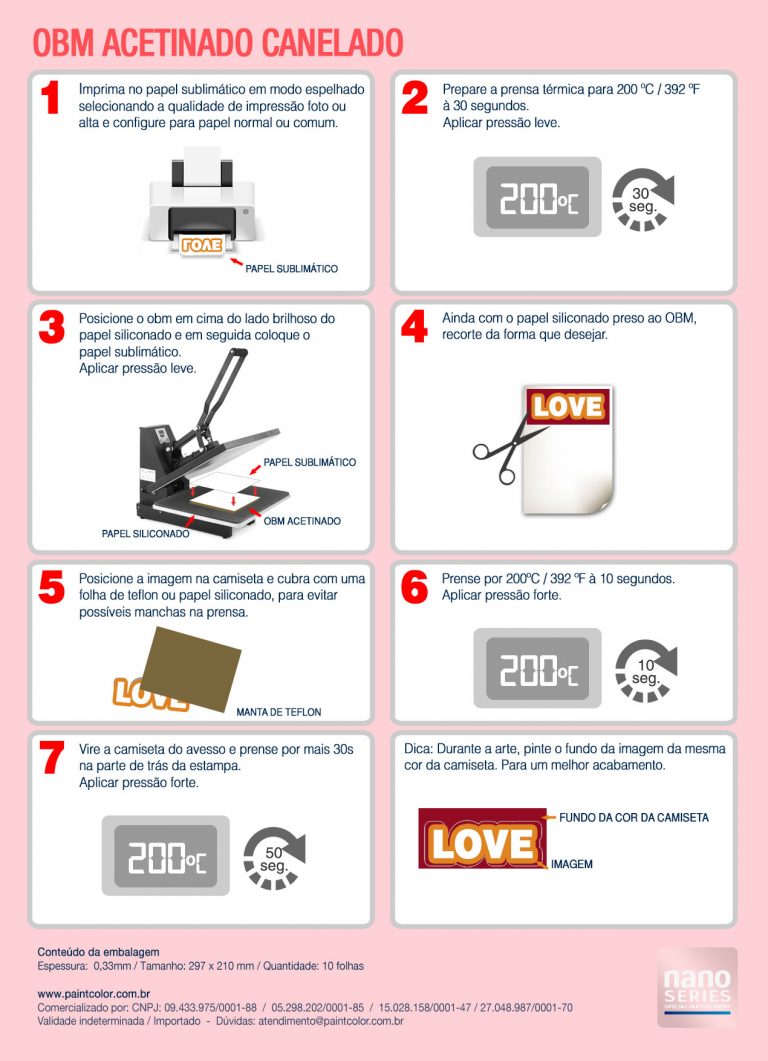 OBM ACETINADO CANELADO
1
Imprima no papel sublimático em modo espelhado
selecionando a qualidade de impressão foto ou
alta e configure para papel normal ou comum.
PAPEL SUBLIMÁTICO
2
Prepare a prensa térmica para 200 ºC / 392 ºF
à 30 segundos.
Aplicar pressão leve.
200ºC
30
seg.
3
Posicione o obm em cima do lado brilhoso do
papel siliconado e em seguida coloque o
papel sublimático.
Aplicar pressão leve.
PAPEL SUBLIMÁTICO
OBM ACETINADO
PAPEL SILICONADO
4
Ainda com o papel siliconado preso ao OBM,
recorte da forma que desejar.
LOVE
5
Posicione a imagem na camiseta e cubra com uma
folha de teflon ou papel siliconado, para evitar
possíveis manchas na prensa.
LOVE
MANTA DE TEFLON
6
Prense por 200ºC / 392 ºF à 10 segundos.
Aplicar pressão forte.
200ºC
10
seg.
7
Vire a camiseta do avesso e prense por mais 30s
na parte de trás da estampa.
Aplicar pressão forte.
200ºC
50
seg.
Dica: Durante a arte, pinte o fundo da imagem da mesma
cor da camiseta. Para um melhor acabamento.
FUNDO DA COR DA CAMISETA
LOVE
IMAGEM
Conteúdo da embalagem
Espessura: 0,33mm / Tamanho: 297 x 210 mm / Quantidade: 10 folhas
www.paintcolor.com.br
Comercializado por: CNPJ: 09.433.975/0001-88 / 05.298.202/0001-85 / 15.028.158/0001-47 / 27.048.987/0001-70
Validade indeterminada / Importado - Dúvidas: atendimento@paintcolor.com.br
nano
SERIES